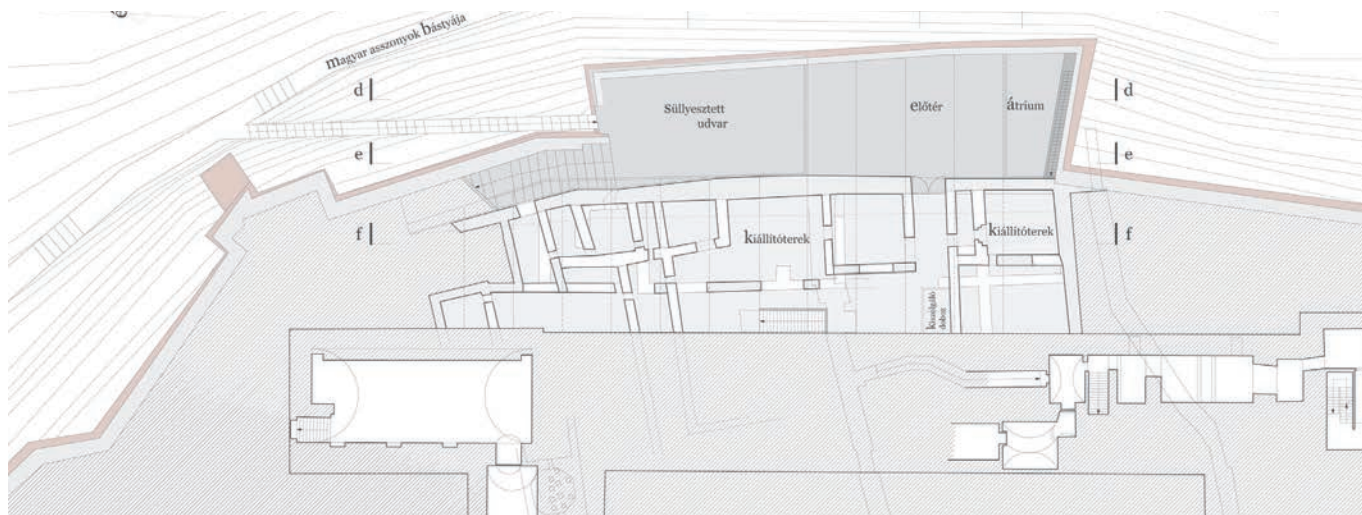 magyar asszonyok bástyája
d
d
süllyesztett
udvar
előtér
átrium
e
e
f
f
kiállítóterek
kiállítóterek
kiszolgáló
doboz